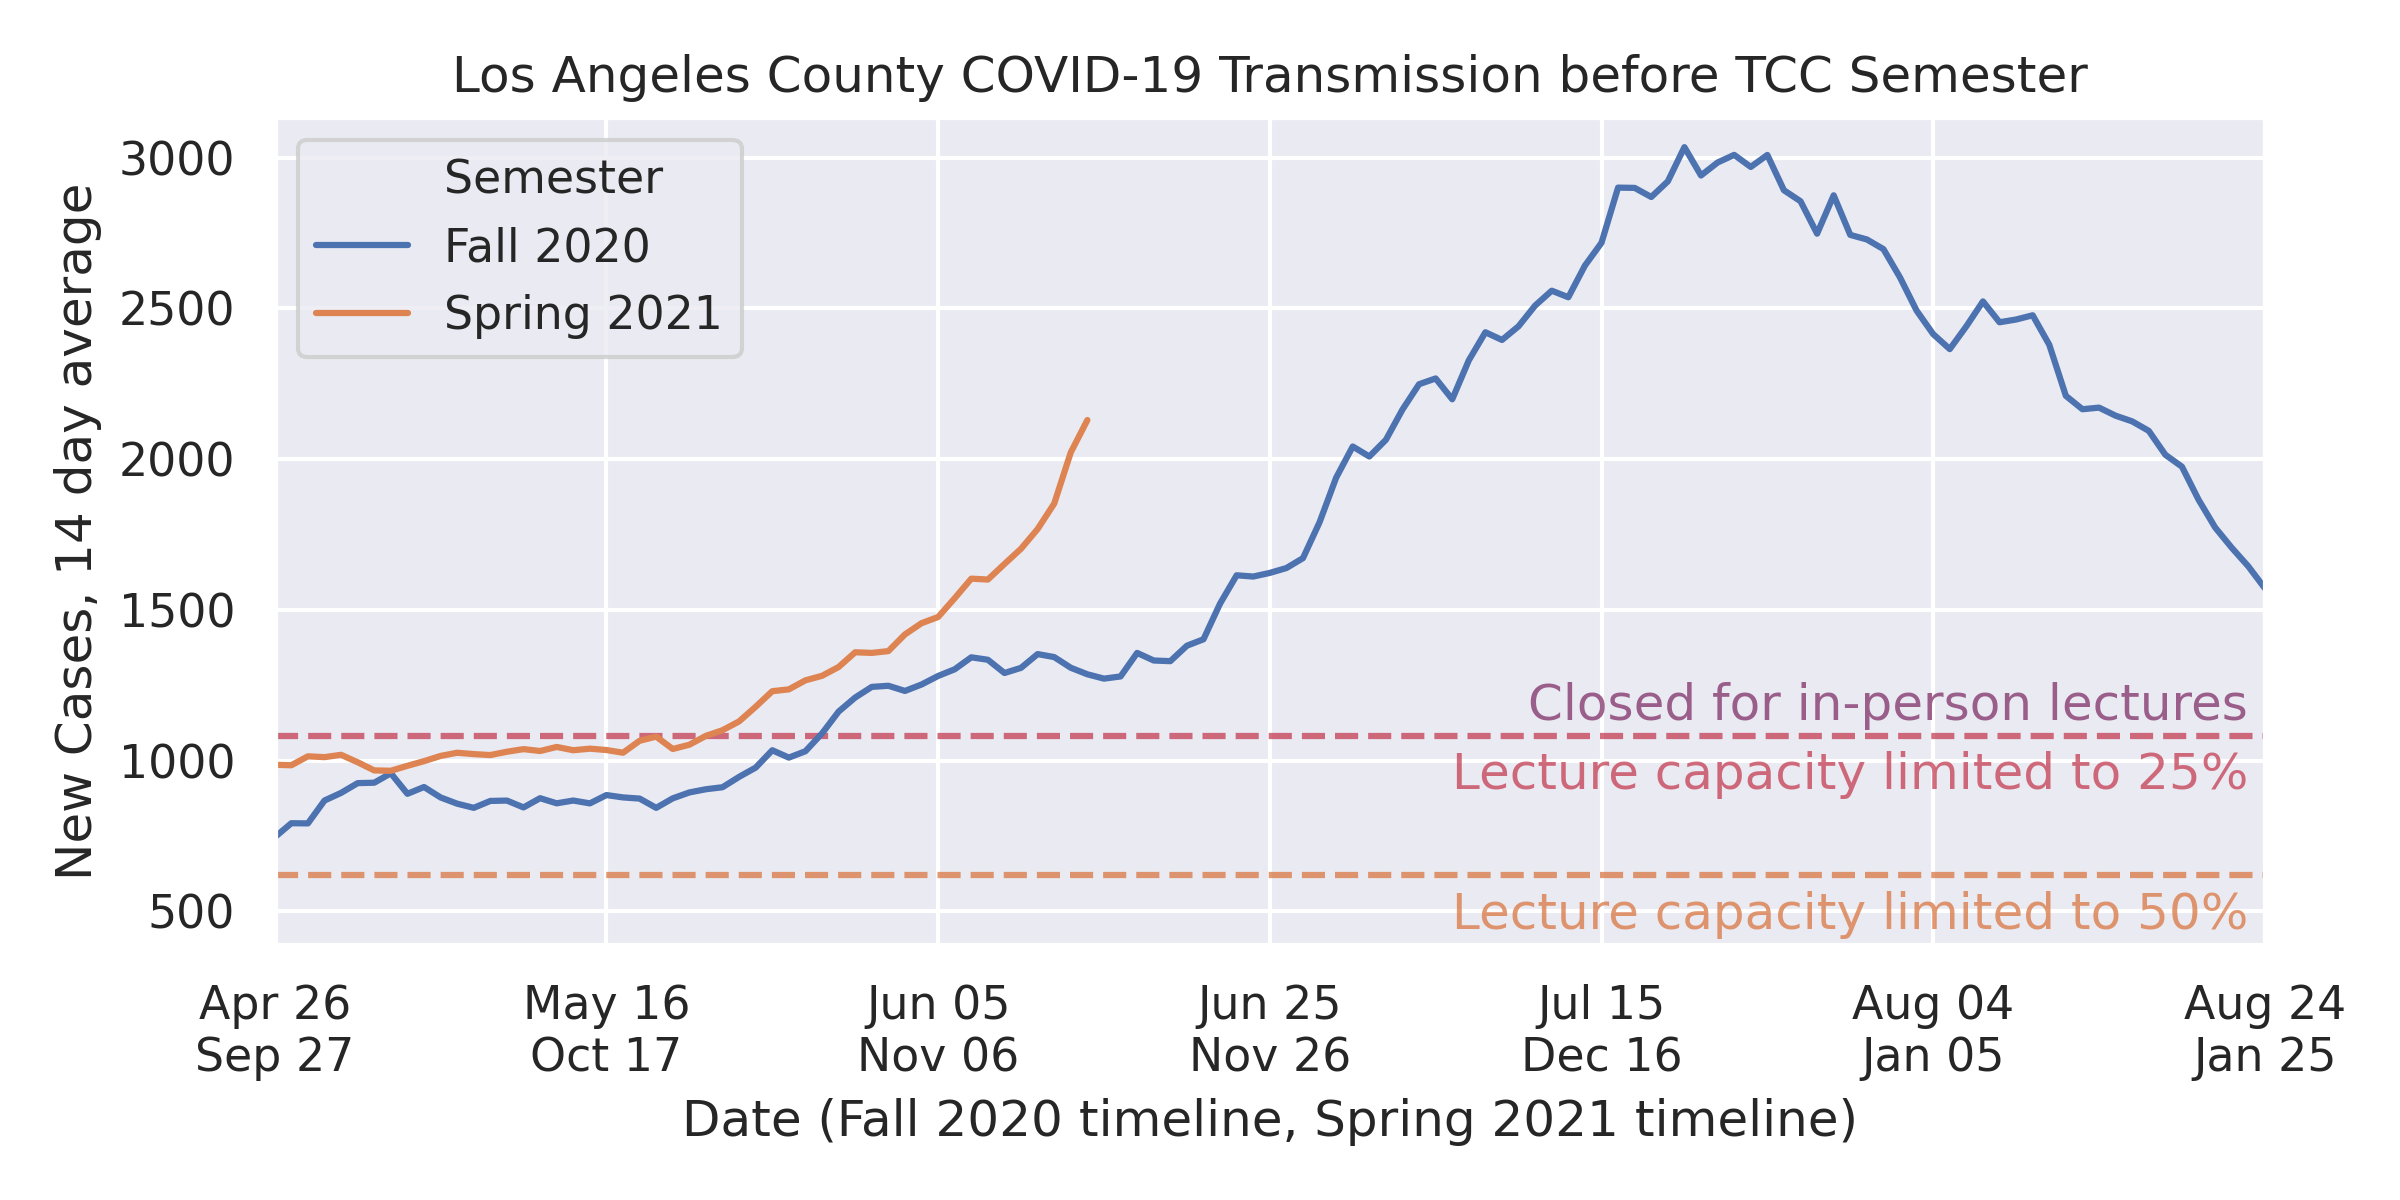 Los Angeles County COVID-19 Transmission before TCC Semester
New Cases, 14 day average
3000
2500
2000
1500
1000
500
Semester
Fall 2020
Spring 2021
Closed for in-person lectures
Lecture capacity limited to 25%
Lecture capacity limited to 50%
Apr 26 May 16 Jun 05 Jun 25 Jul 15 Aug 04 Aug 24
Sep 27 Oct 17 Nov 06 Nov 26 Dec 16 Jan 05 Jan 25
Date (Fall 2020 timeline, Spring 2021 timeline)